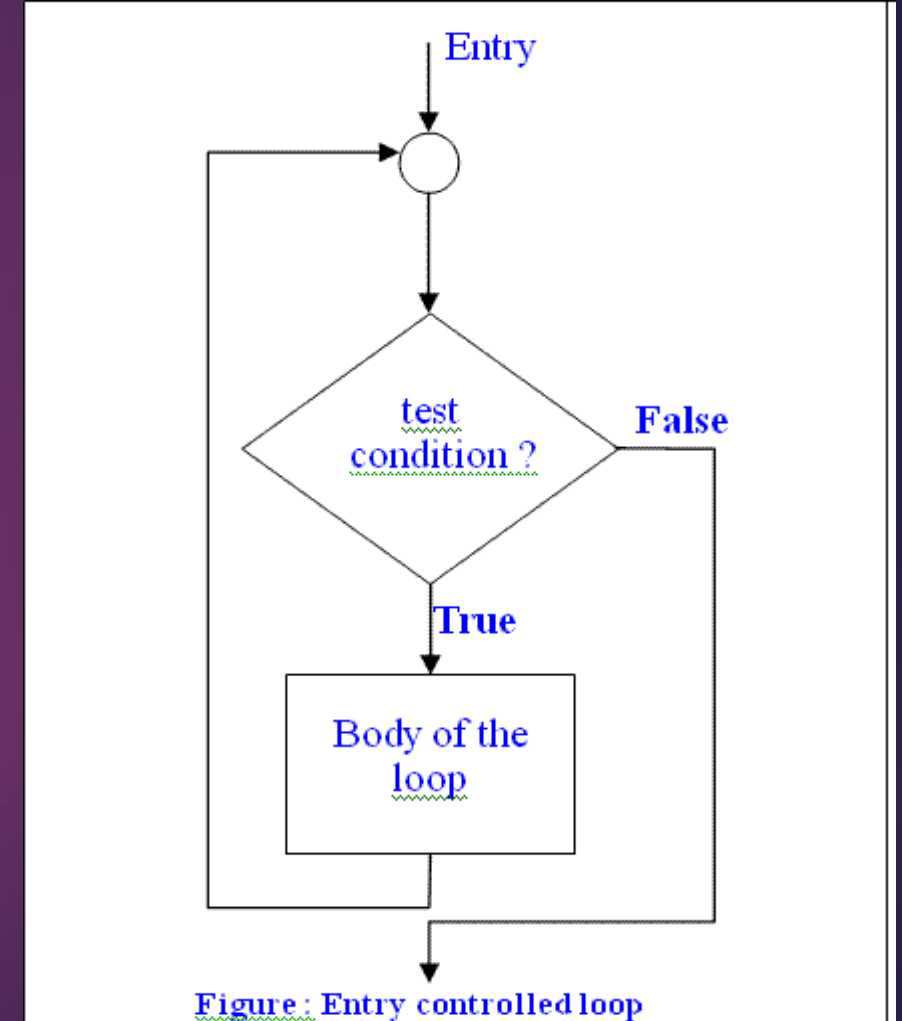 Entry
test
condition ?
False
True
Body of the
loop
Figure : Entry controlled loop